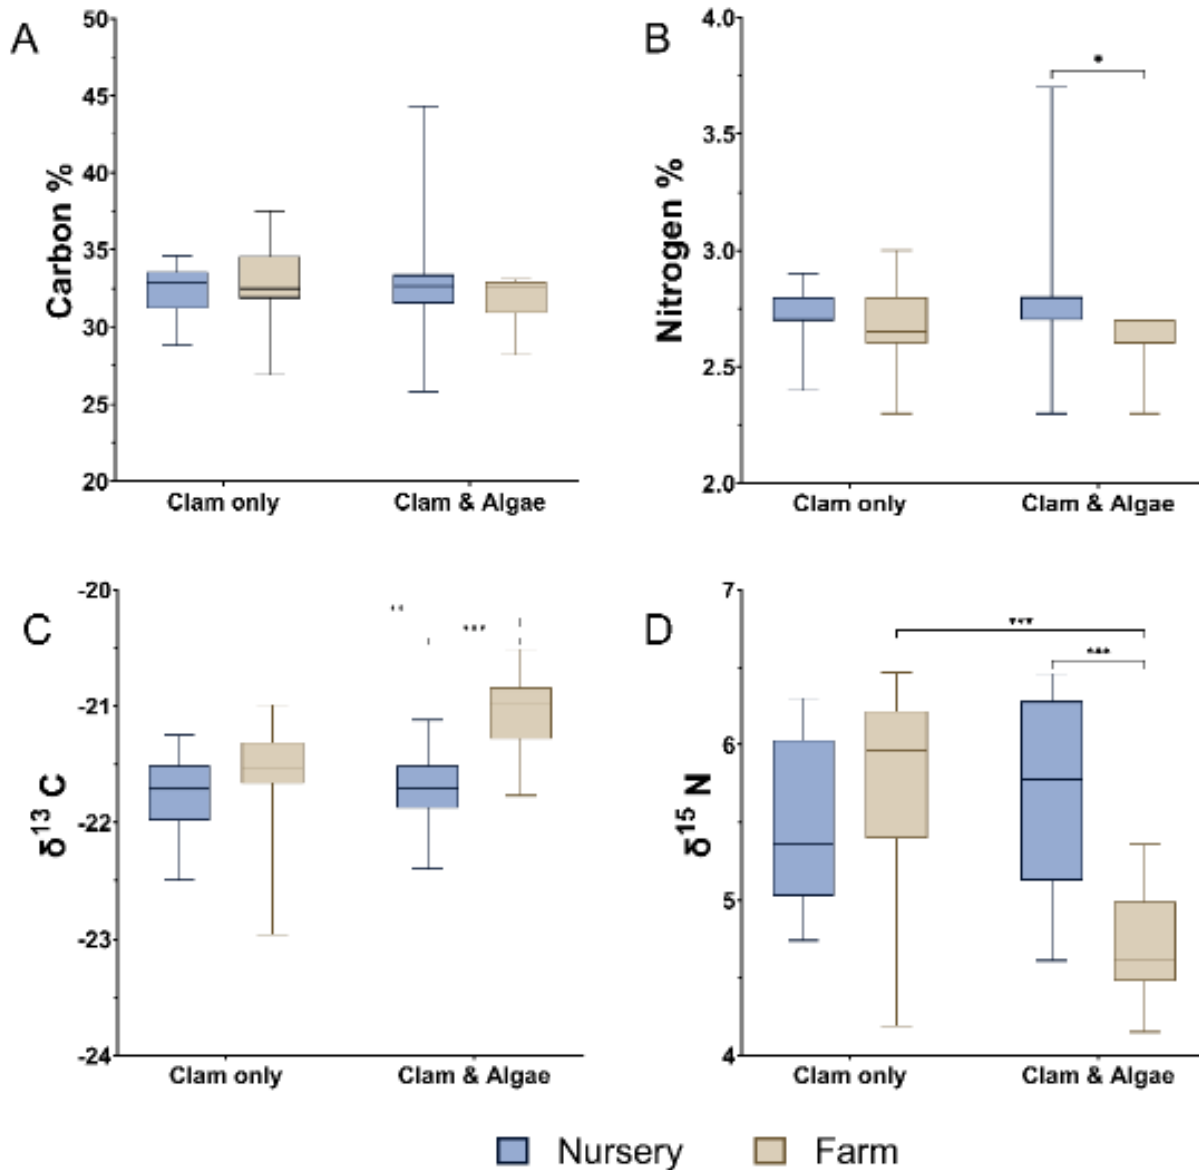 A
50
45
40
35
30
25
20
Carbon %
Clam only
Clam & Algae
B
4.0
3.5
3.0
2.5
2.0
Nitrogen %
*
Clam only
Clam & Algae
C
-20
-21
-22
-23
-24
δ¹³ C
**
***
Clam only
Clam & Algae
D
7
6
5
4
δ¹⁵ N
***
***
Clam only
Clam & Algae
Nursery
Farm